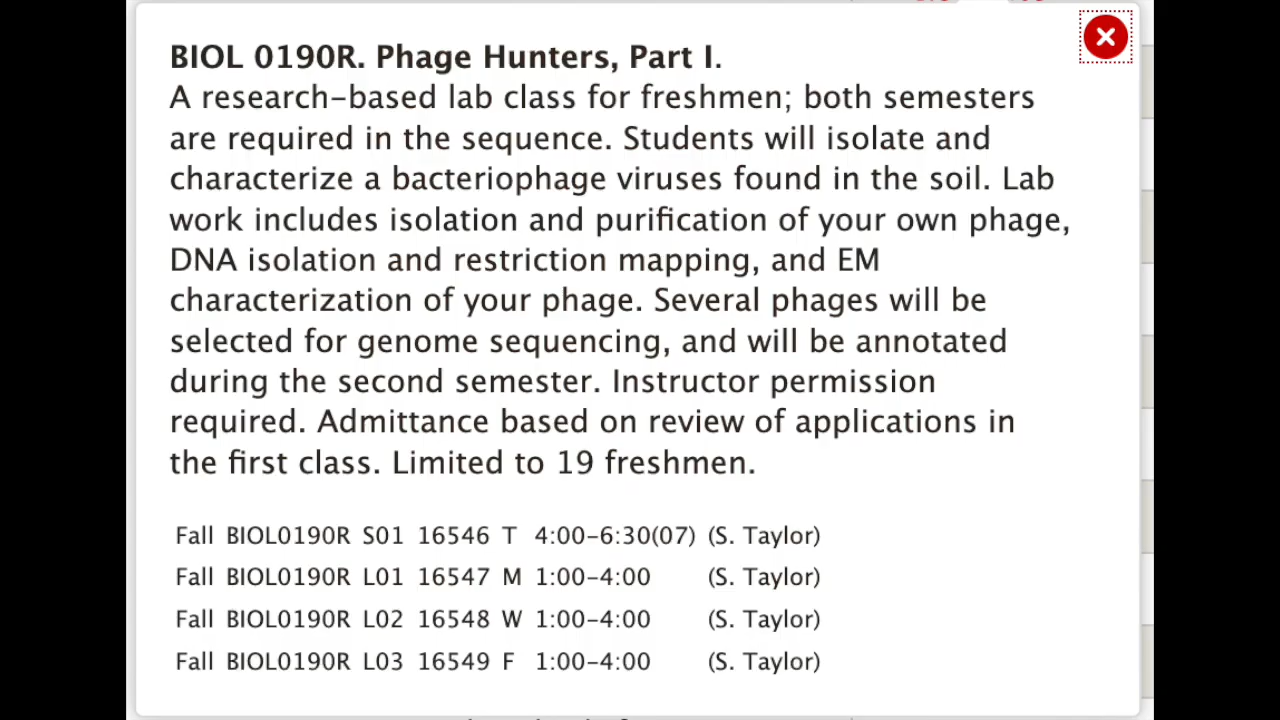 BIOL 0190R. Phage Hunters, Part I.
A research-based lab class for freshmen; both semesters
are required in the sequence. Students will isolate and
characterize a bacteriophage viruses found in the soil. Lab
work includes isolation and purification of your own phage,
DNA isolation and restriction mapping, and EM
characterization of your phage. Several phages will be
selected for genome sequencing, and will be annotated
during the second semester. Instructor permission
required. Admittance based on review of applications in
the first class. Limited to 19 freshmen.
Fall BIOL0190R S01 16546 T 4:00-6:30(07) (S. Taylor)
Fall BIOL0190R L01 16547 M 1:00-4:00 (S. Taylor)
Fall BIOL0190R L02 16548 W 1:00-4:00 (S. Taylor)
Fall BIOL0190R L03 16549 F 1:00-4:00 (S. Taylor)